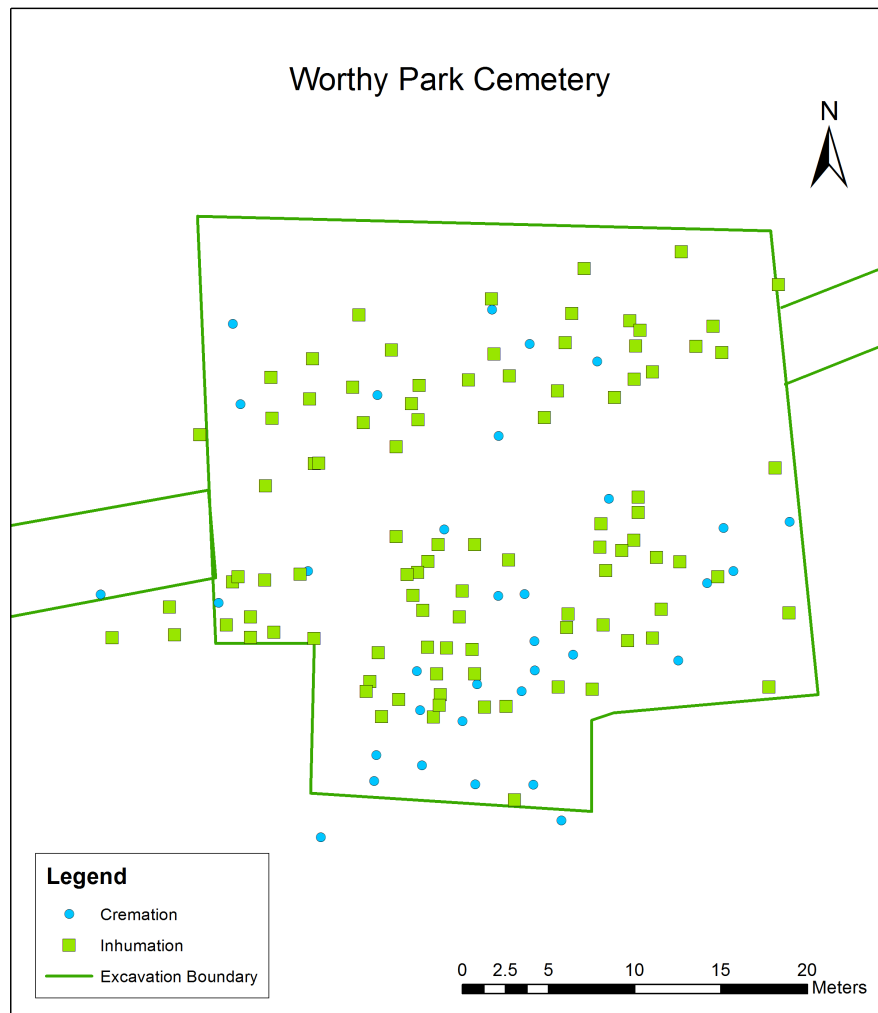 Worthy Park Cemetery
N
Legend
Cremation
Inhumation
Excavation Boundary
0 2.5 5 10 15 20
Meters